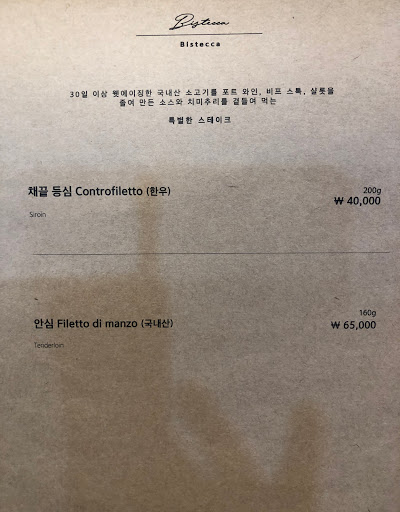 Bistecca
Bistecca
30일 이상 웻에이징한 국내산 소고기를 포트 와인, 비프 스톡, 샬롯을
졸여 만든 소스와 치미추리를 곁들여 먹는
특별한 스테이크
200g
채끝 등심 Controfiletto (한우) ₩ 40,000
Siroin
160g
안심 Filetto di manzo (국내산) ₩ 65,000
Tenderloin